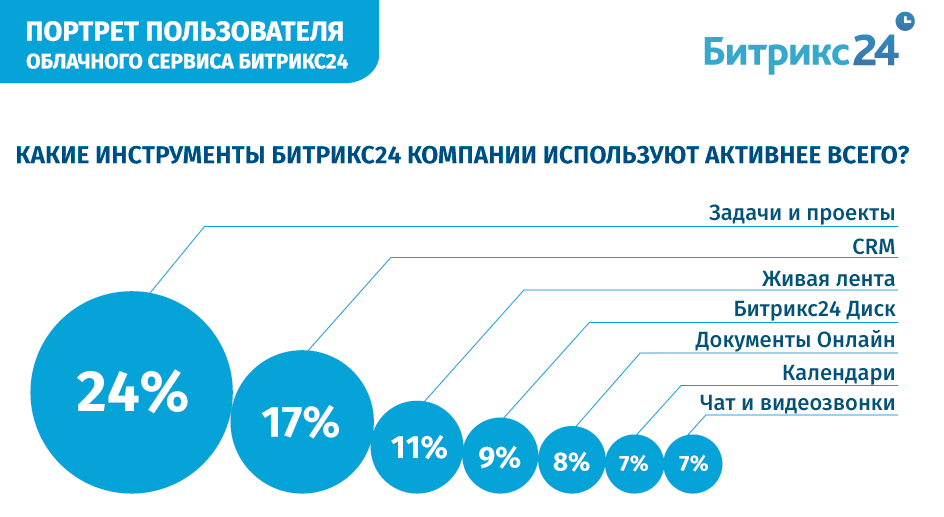 ПОРТРЕТ ПОЛЬЗОВАТЕЛЯ
ОБЛАЧНОГО СЕРВИСА БИТРИКС24
Битрикс24
КАКИЕ ИНСТРУМЕНТЫ БИТРИКС24 КОМПАНИИ ИСПОЛЬЗУЮТ АКТИВНЕЕ ВСЕГО?
Задачи и проекты
CRM
Живая лента
Битрикс24 Диск
Документы Онлайн
Календари
Чат и видеозвонки
24%
17%
11%
9%
8%
7%
7%